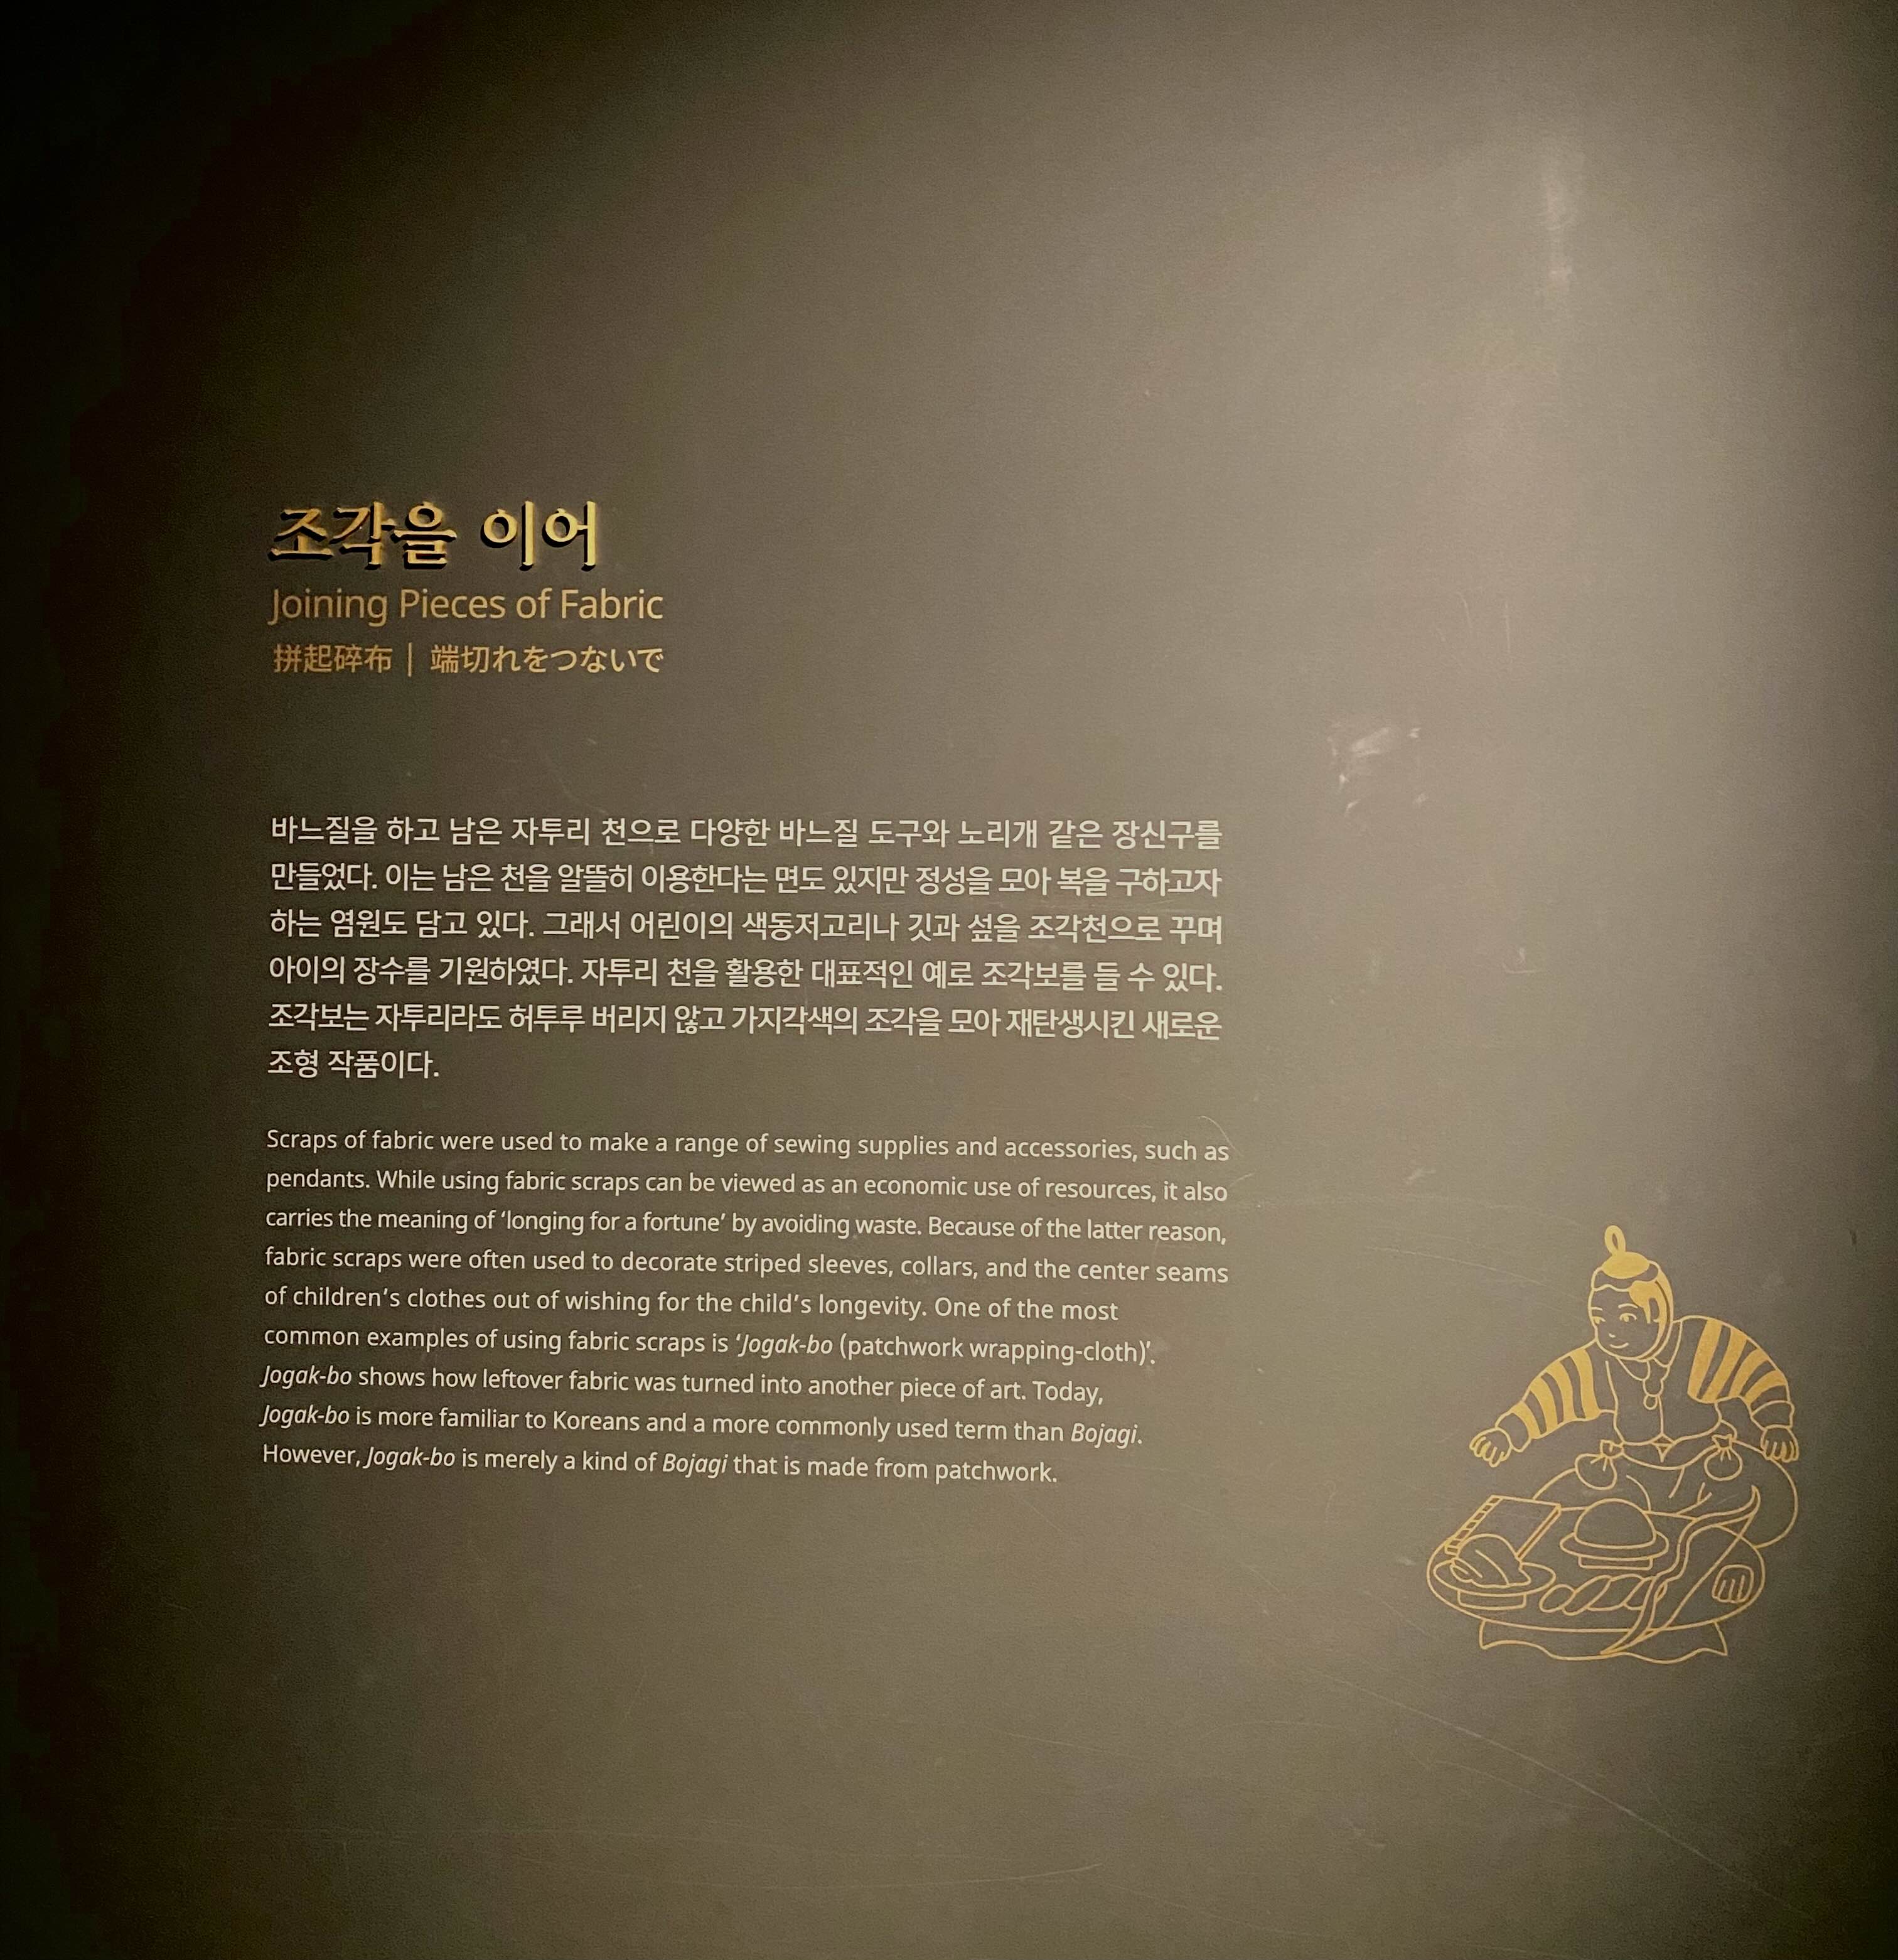 조각을 이어
Joining Pieces of Fabric
拼起碎布 | 端切れをつないで
바느질을 하고 남은 자투리 천으로 다양한 바느질 도구와 노리개 같은 장신구를
만들었다. 이는 남은 천을 알뜰히 이용한다는 면도 있지만 정성을 모아 복을 구하고자
하는 염원도 담고 있다. 그래서 어린이의 색동저고리나 깃과 섶을 조각천으로 꾸며
아이의 장수를 기원하였다. 자투리 천을 활용한 대표적인 예로 조각보를 들 수 있다.
조각보는 자투리라도 허투루 버리지 않고 가지각색의 조각을 모아 재탄생시킨 새로운
조형 작품이다.
Scraps of fabric were used to make a range of sewing supplies and accessories, such as
pendants. While using fabric scraps can be viewed as an economic use of resources, it also
carries the meaning of ‘longing for a fortune’ by avoiding waste. Because of the latter reason,
fabric scraps were often used to decorate striped sleeves, collars, and the center seams
of children’s clothes out of wishing for the child’s longevity. One of the most
common examples of using fabric scraps is ‘Jogak-bo (patchwork wrapping-cloth)’.
Jogak-bo shows how leftover fabric was turned into another piece of art. Today,
Jogak-bo is more familiar to Koreans and a more commonly used term than Bojagi.
However, Jogak-bo is merely a kind of Bojagi that is made from patchwork.